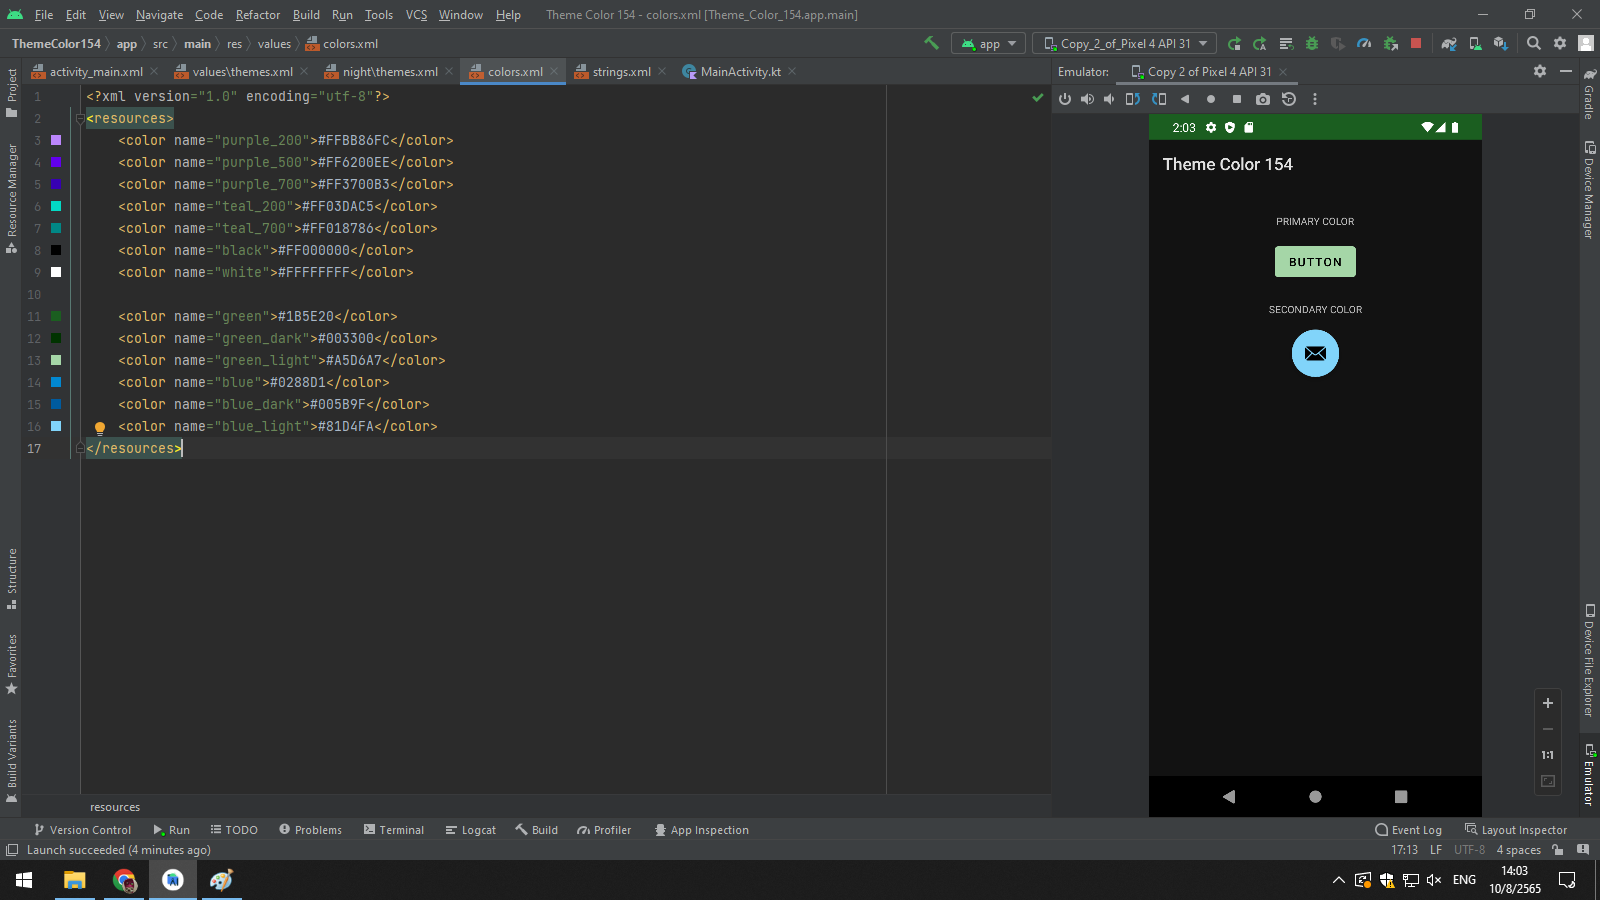 File Edit View Navigate Code Refactor Build Run Tools VCS Window Help Theme Color 154 - colors.xml [Theme_Color_154.app.main]
ThemeColor154 app src main res values colors.xml app Copy_2_of_Pixel 4 API 31
activity_main.xml values\themes.xml night\themes.xml colors.xml strings.xml MainActivity.kt Emulator: Copy 2 of Pixel 4 API 31
1 <?xml version="1.0" encoding="utf-8"?>
2 <resources>
3 <color name="purple_200">#FFBB86FC</color>
4 <color name="purple_500">#FF6200EE</color>
5 <color name="purple_700">#FF3700B3</color>
6 <color name="teal_200">#FF03DAC5</color>
7 <color name="teal_700">#FF018786</color>
8 <color name="black">#FF000000</color>
9 <color name="white">#FFFFFFFF</color>
10
11 <color name="green">#1B5E20</color>
12 <color name="green_dark">#003300</color>
13 <color name="green_light">#A5D6A7</color>
14 <color name="blue">#0288D1</color>
15 <color name="blue_dark">#005B9F</color>
16 <color name="blue_light">#81D4FA</color>
17 </resources>
resources
Project
Resource Manager
Structure
Favorites
Build Variants
2:03
Theme Color 154
PRIMARY COLOR
BUTTON
SECONDARY COLOR
1:1
Gradle
Device Manager
Device File Explorer
Emulator
Version Control Run TODO Problems Terminal Logcat Build Profiler App Inspection Event Log Layout Inspector
Launch succeeded (4 minutes ago) 17:13 LF UTF-8 4 spaces
ENG 14:03
10/8/2565